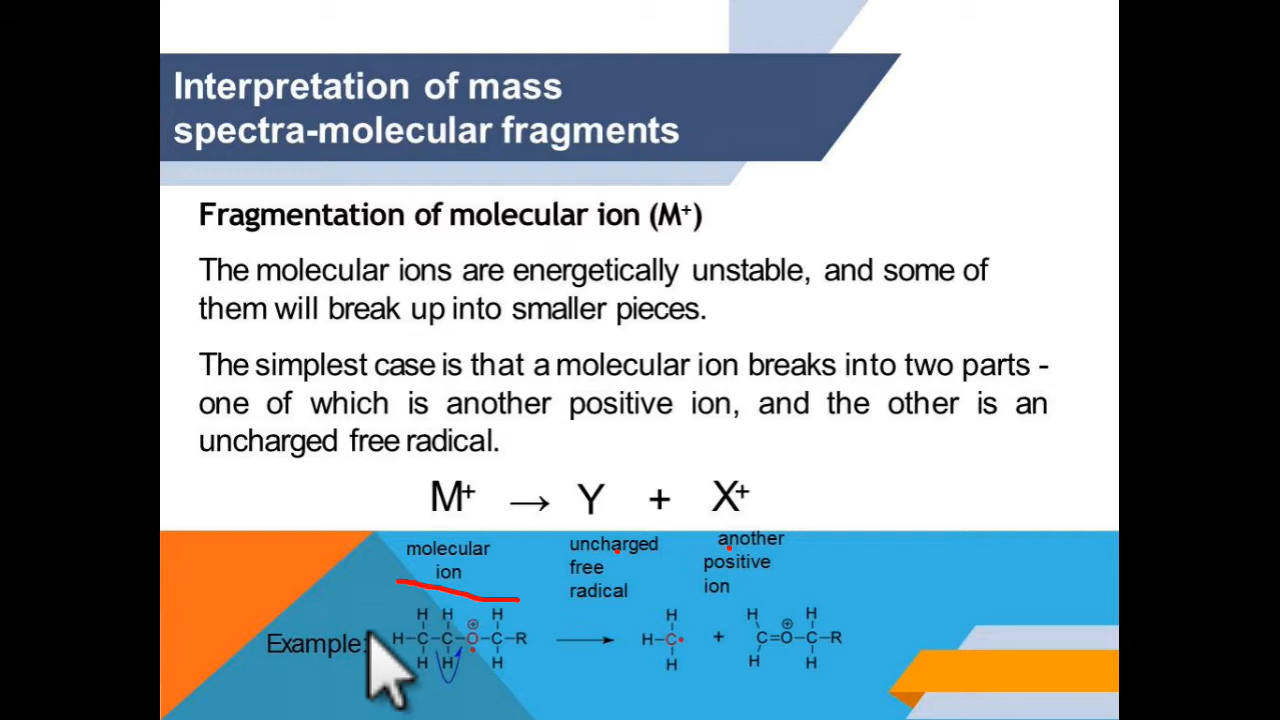 Interpretation of mass
spectra-molecular fragments
Fragmentation of molecular ion (M⁺)
The molecular ions are energetically unstable, and some of
them will break up into smaller pieces.
The simplest case is that a molecular ion breaks into two parts -
one of which is another positive ion, and the other is an
uncharged free radical.
M⁺ → Y + X⁺
molecular
ion
uncharged
free
radical
another
positive
ion
Example:
H H H H H H
H–C–C–O–C–R → H–C• + C=O–C–R
H H H H H H